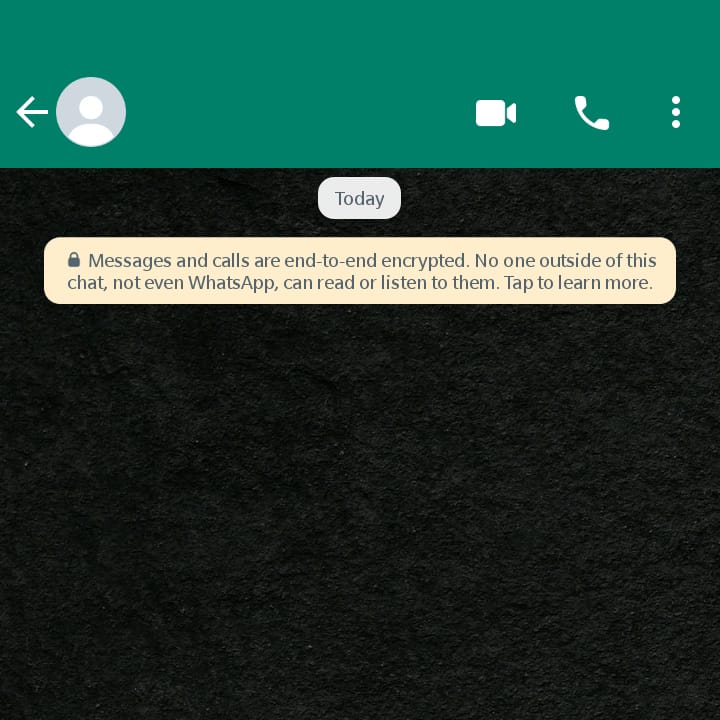 Today
Messages and calls are end-to-end encrypted. No one outside of this
chat, not even WhatsApp, can read or listen to them. Tap to learn more.